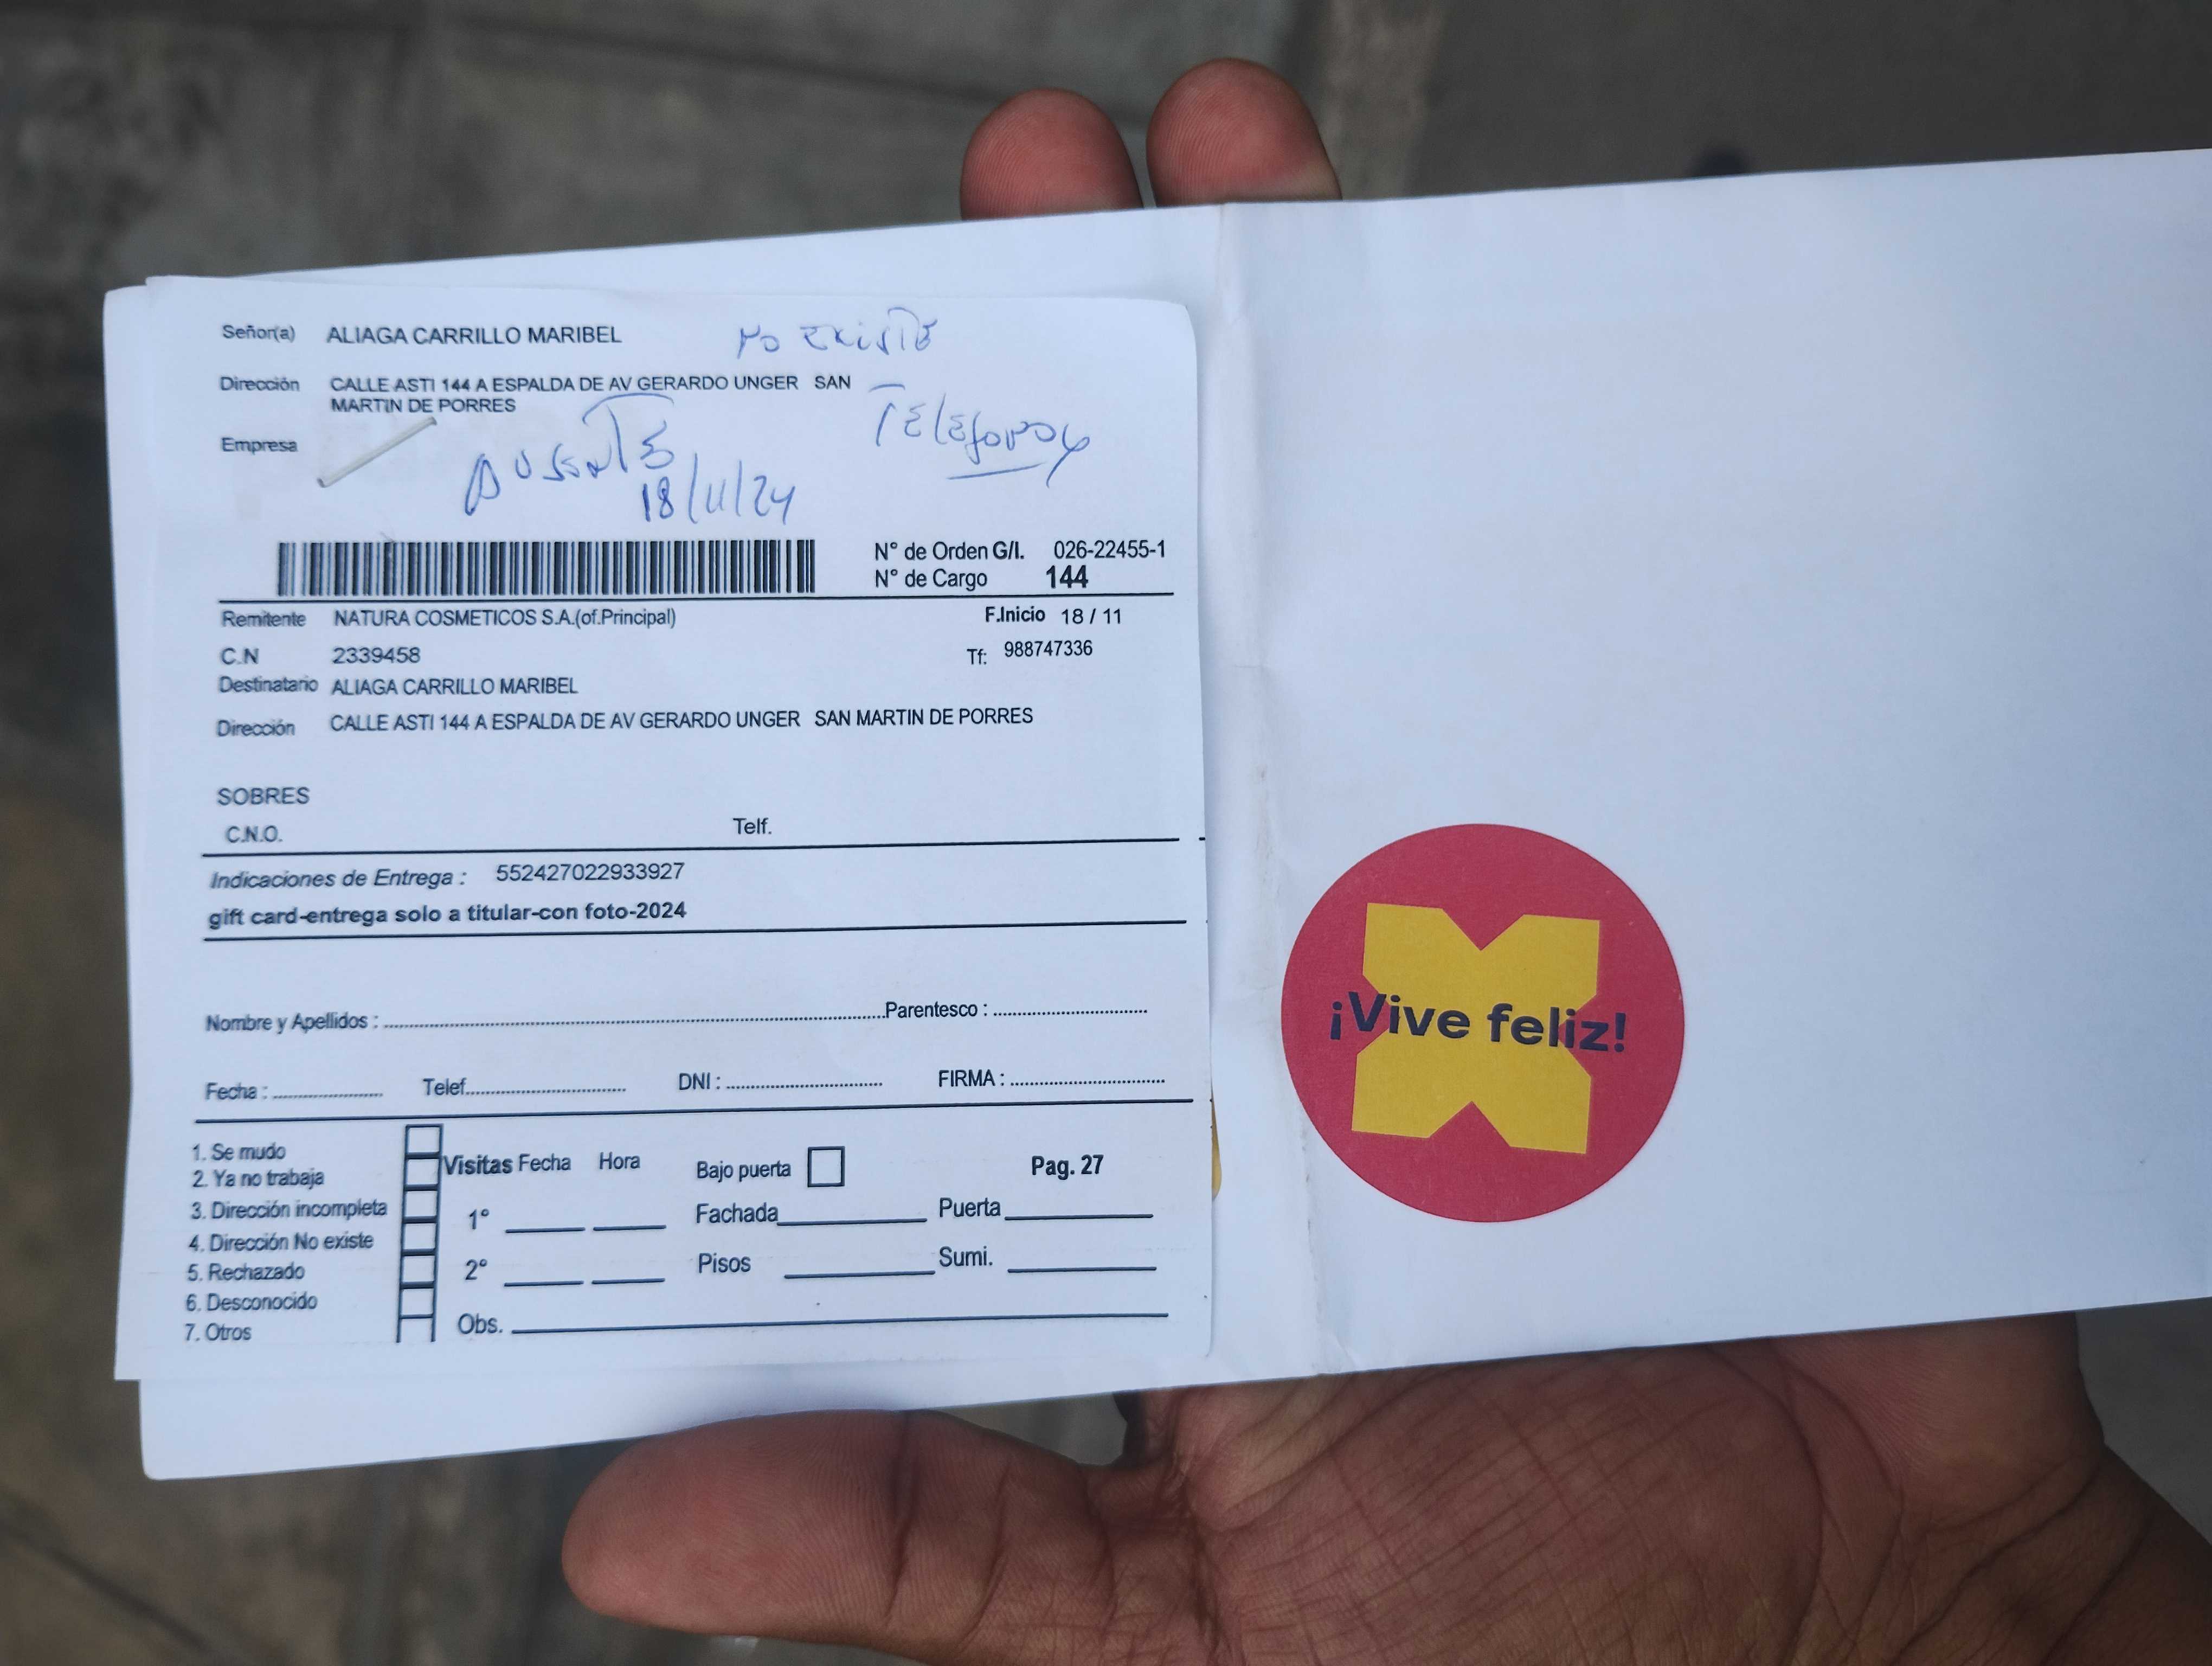 Señor(a) ALIAGA CARRILLO MARIBEL NO EXISTE
Dirección CALLE ASTI 144 A ESPALDA DE AV GERARDO UNGER SAN
MARTIN DE PORRES
TELEFONO
Empresa
AUSENTE
18/11/24
N° de Orden G/I. 026-22455-1
N° de Cargo 144
Remitente NATURA COSMETICOS S.A.(of.Principal) F.Inicio 18 / 11
C.N 2339458 Tf: 988747336
Destinatario ALIAGA CARRILLO MARIBEL
Dirección CALLE ASTI 144 A ESPALDA DE AV GERARDO UNGER SAN MARTIN DE PORRES
SOBRES
C.N.O. Telf.
Indicaciones de Entrega : 552427022933927
gift card-entrega solo a titular-con foto-2024
Nombre y Apellidos : Parentesco :
Fecha : Telef. DNI : FIRMA :
1. Se mudo
2. Ya no trabaja
3. Dirección incompleta
4. Dirección No existe
5. Rechazado
6. Desconocido
7. Otros
Visitas Fecha Hora Bajo puerta Pag. 27
1° Fachada Puerta
2° Pisos Sumi.
Obs.
¡Vive feliz!